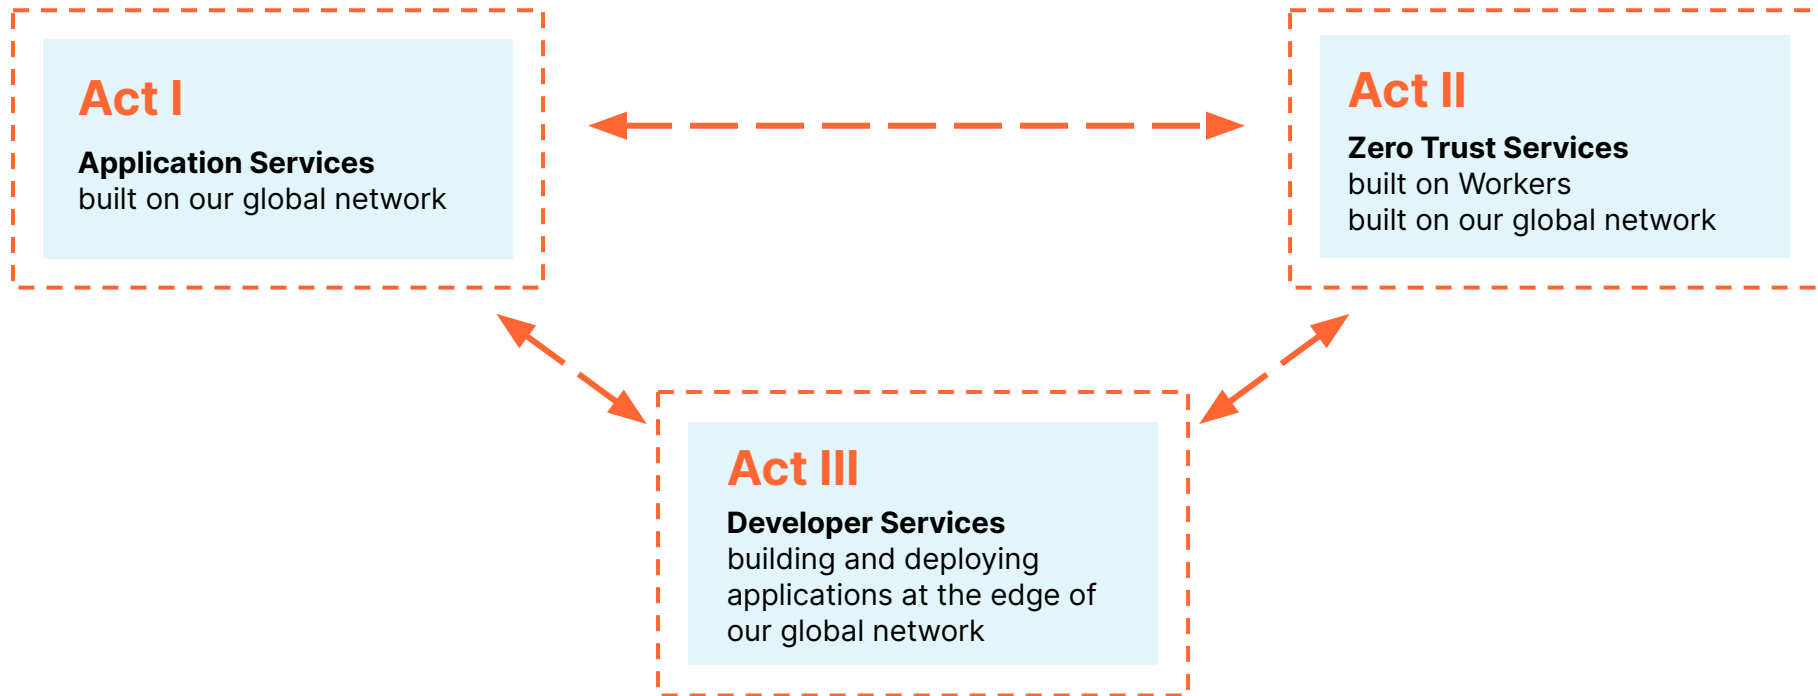 Act I
Application Services
built on our global network
Act II
Zero Trust Services
built on Workers
built on our global network
Act III
Developer Services
building and deploying
applications at the edge of
our global network